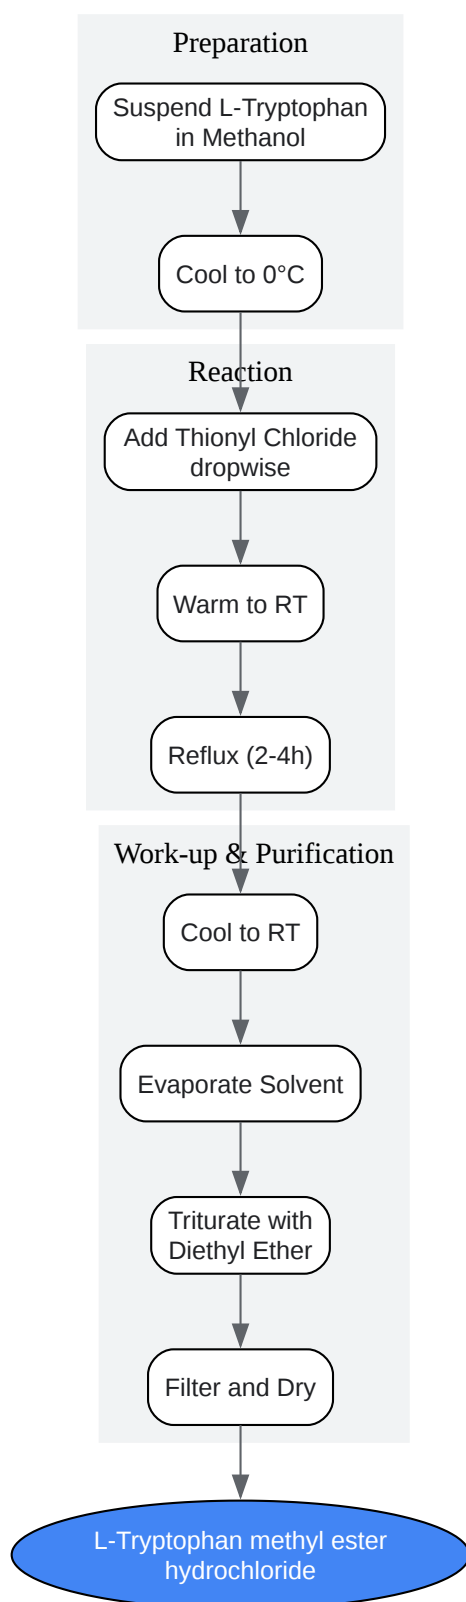 Preparation
Suspend L-Tryptophan
in Methanol
Cool to 0°C
Reaction
Add Thionyl Chloride
dropwise
Warm to RT
Reflux (2-4h)
Work-up & Purification
Cool to RT
Evaporate Solvent
Triturate with
Diethyl Ether
Filter and Dry
L-Tryptophan methyl ester
hydrochloride